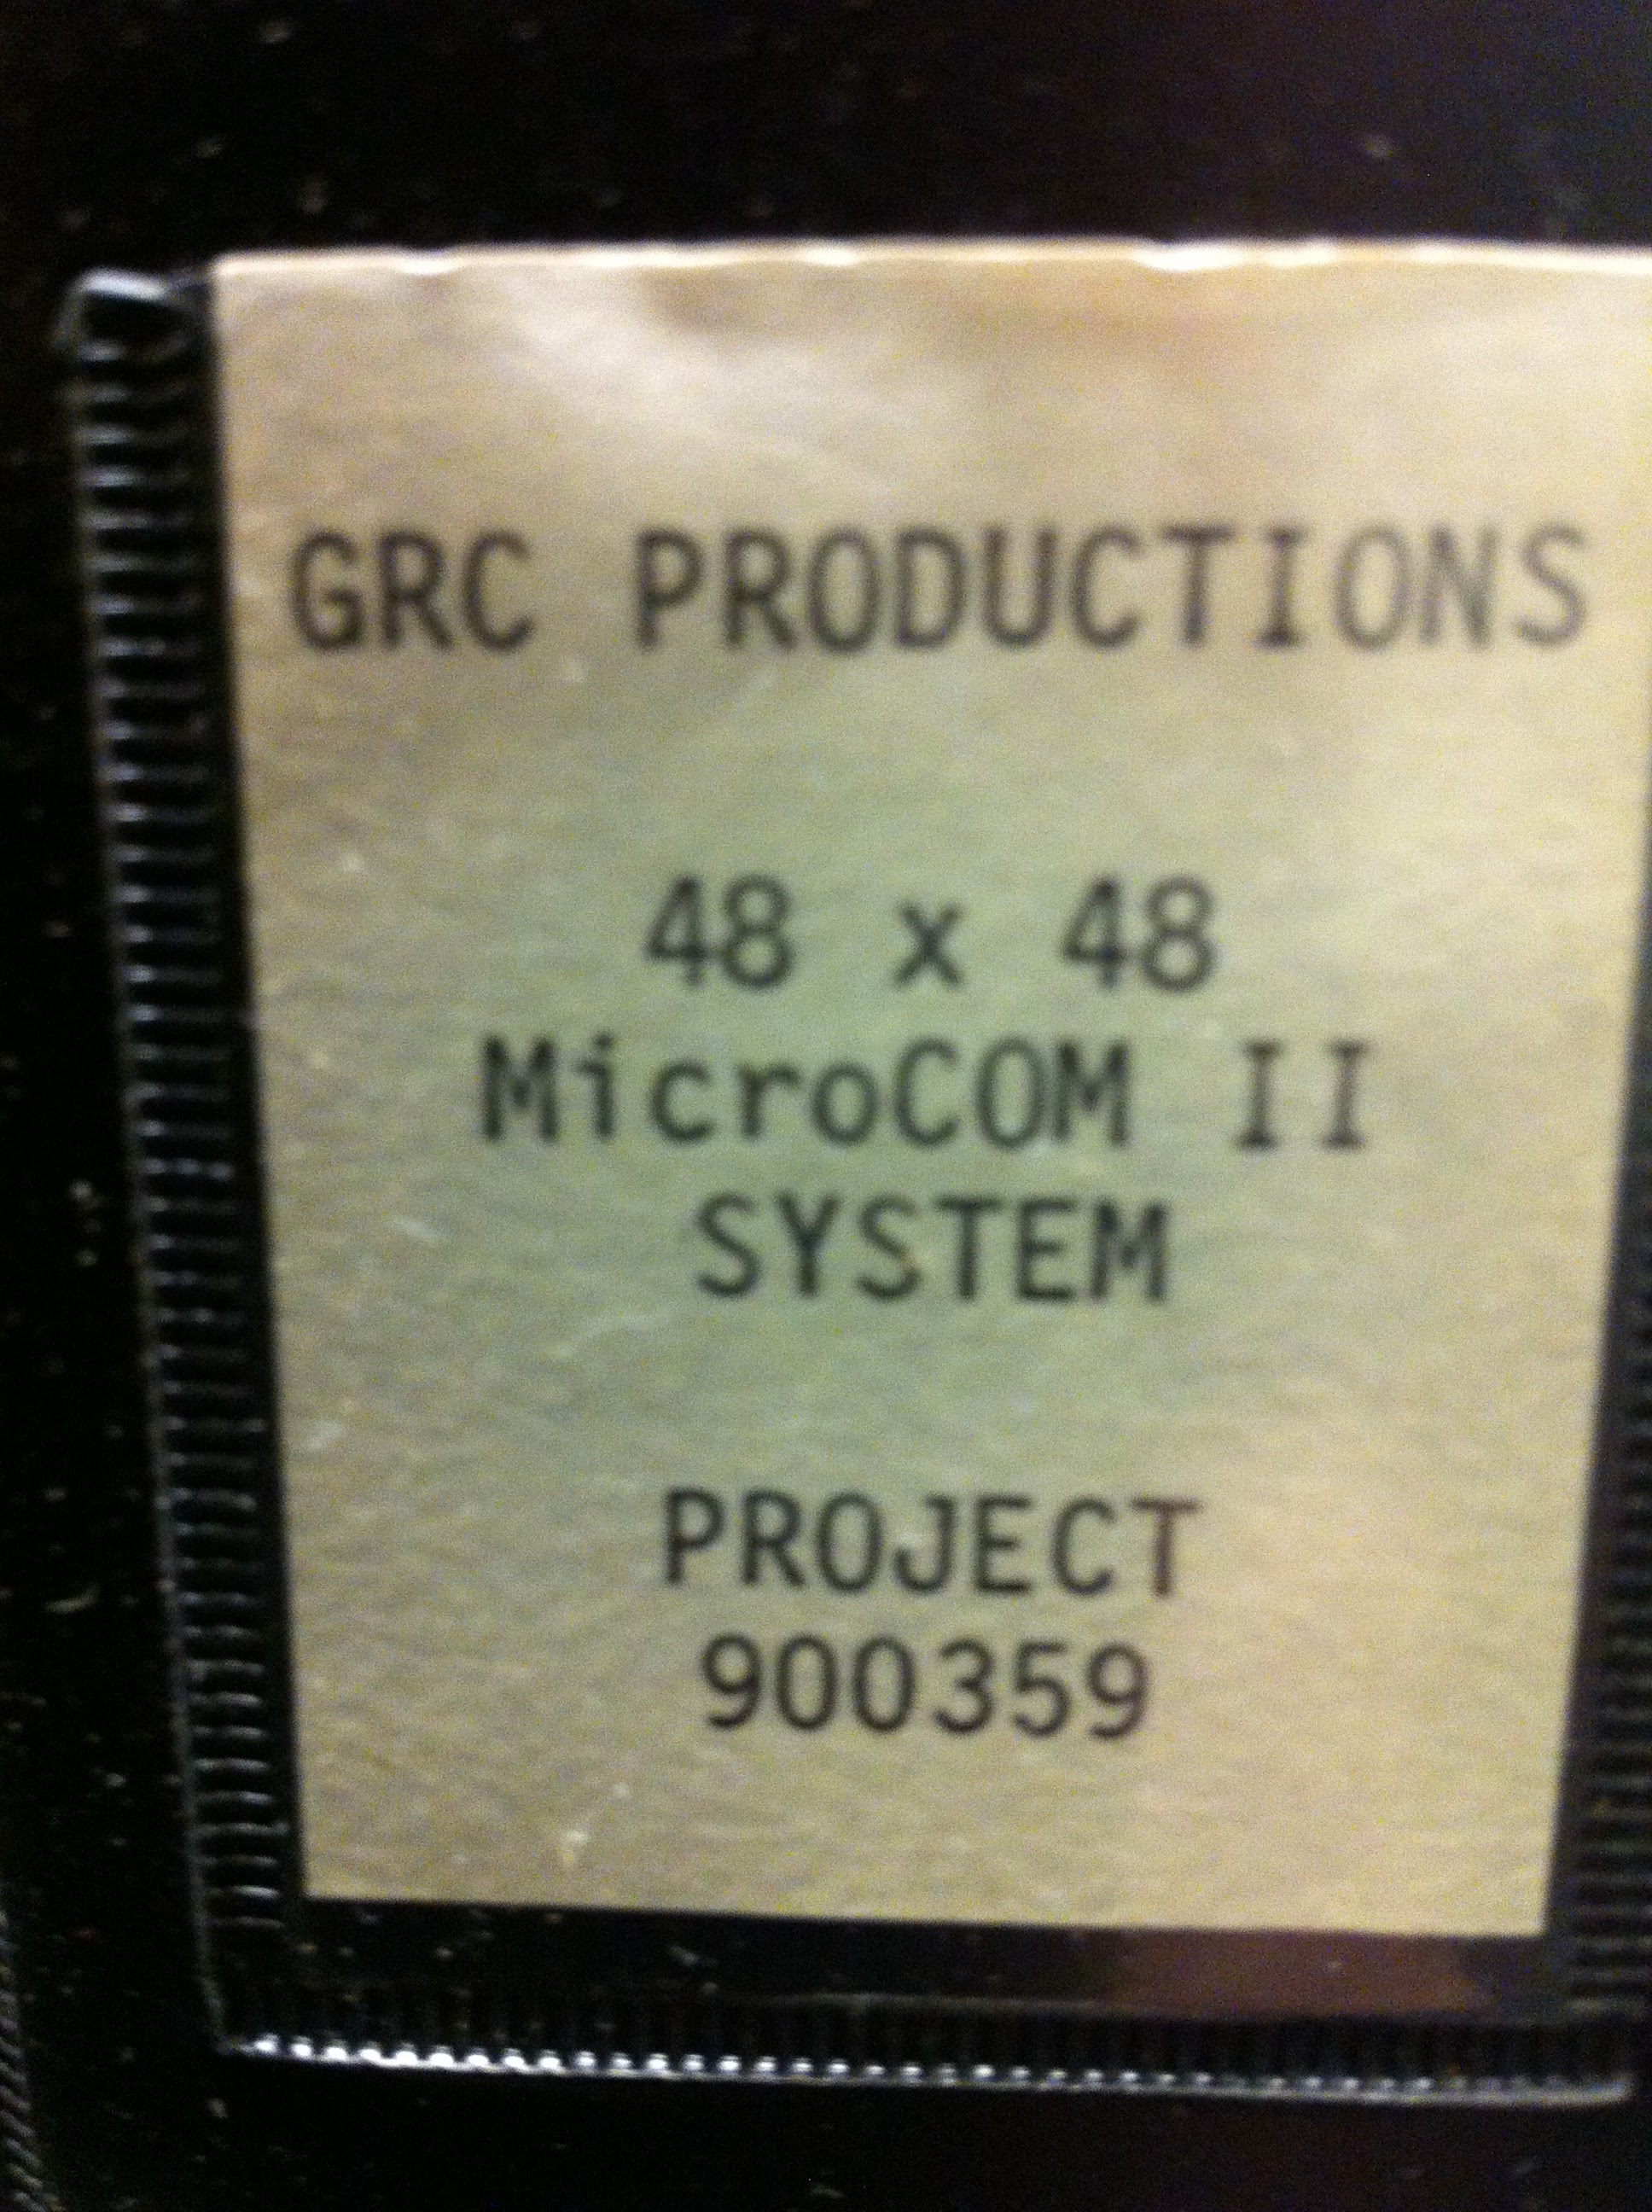 GRC PRODUCTIONS
48 x 48
MicroCOM II
SYSTEM
PROJECT
900359